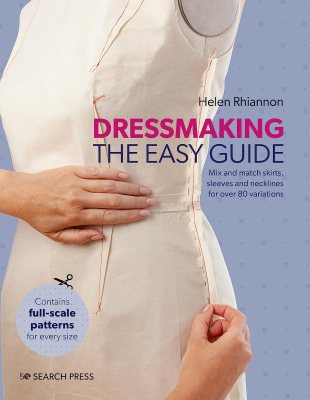 Helen Rhiannon
DRESSMAKING
THE EASY GUIDE
Mix and match skirts,
sleeves and necklines
for over 80 variations
Contains
full-scale
patterns
for every size
SEARCH PRESS